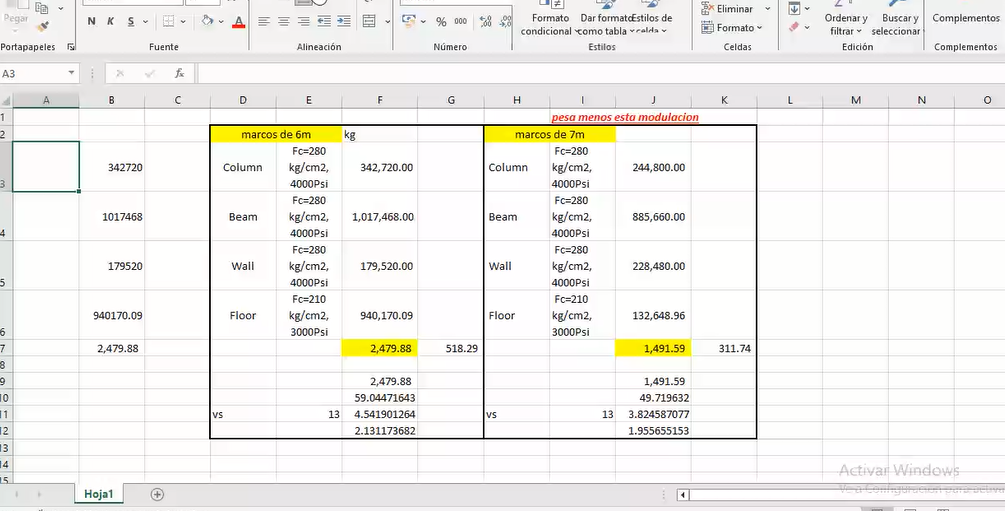 Pegar
Portapapeles
N K S
Fuente
Alineación
% 000
Número
Formato Dar formato Estilos de
condicional como tabla celda
Estilos
Eliminar
Formato
Celdas
Ordenar y Buscar y
filtrar seleccionar
Edición
Complementos
Complementos
A3 fx
A B C D E F G H I J K L M N O
1 pesa menos esta modulacion
2 marcos de 6m kg marcos de 7m
Fc=280 Fc=280
342720 Column kg/cm2, 342,720.00 Column kg/cm2, 244,800.00
3 4000Psi 4000Psi
Fc=280 Fc=280
1017468 Beam kg/cm2, 1,017,468.00 Beam kg/cm2, 885,660.00
4 4000Psi 4000Psi
Fc=280 Fc=280
179520 Wall kg/cm2, 179,520.00 Wall kg/cm2, 228,480.00
5 4000Psi 4000Psi
Fc=210 Fc=210
940170.09 Floor kg/cm2, 940,170.09 Floor kg/cm2, 132,648.96
6 3000Psi 3000Psi
7 2,479.88 2,479.88 518.29 1,491.59 311.74
8
9 2,479.88 1,491.59
10 59.04471643 49.719632
11 vs 13 4.541901264 vs 13 3.824587077
12 2.131173682 1.955655153
13
14
15
Activar Windows
Hoja1